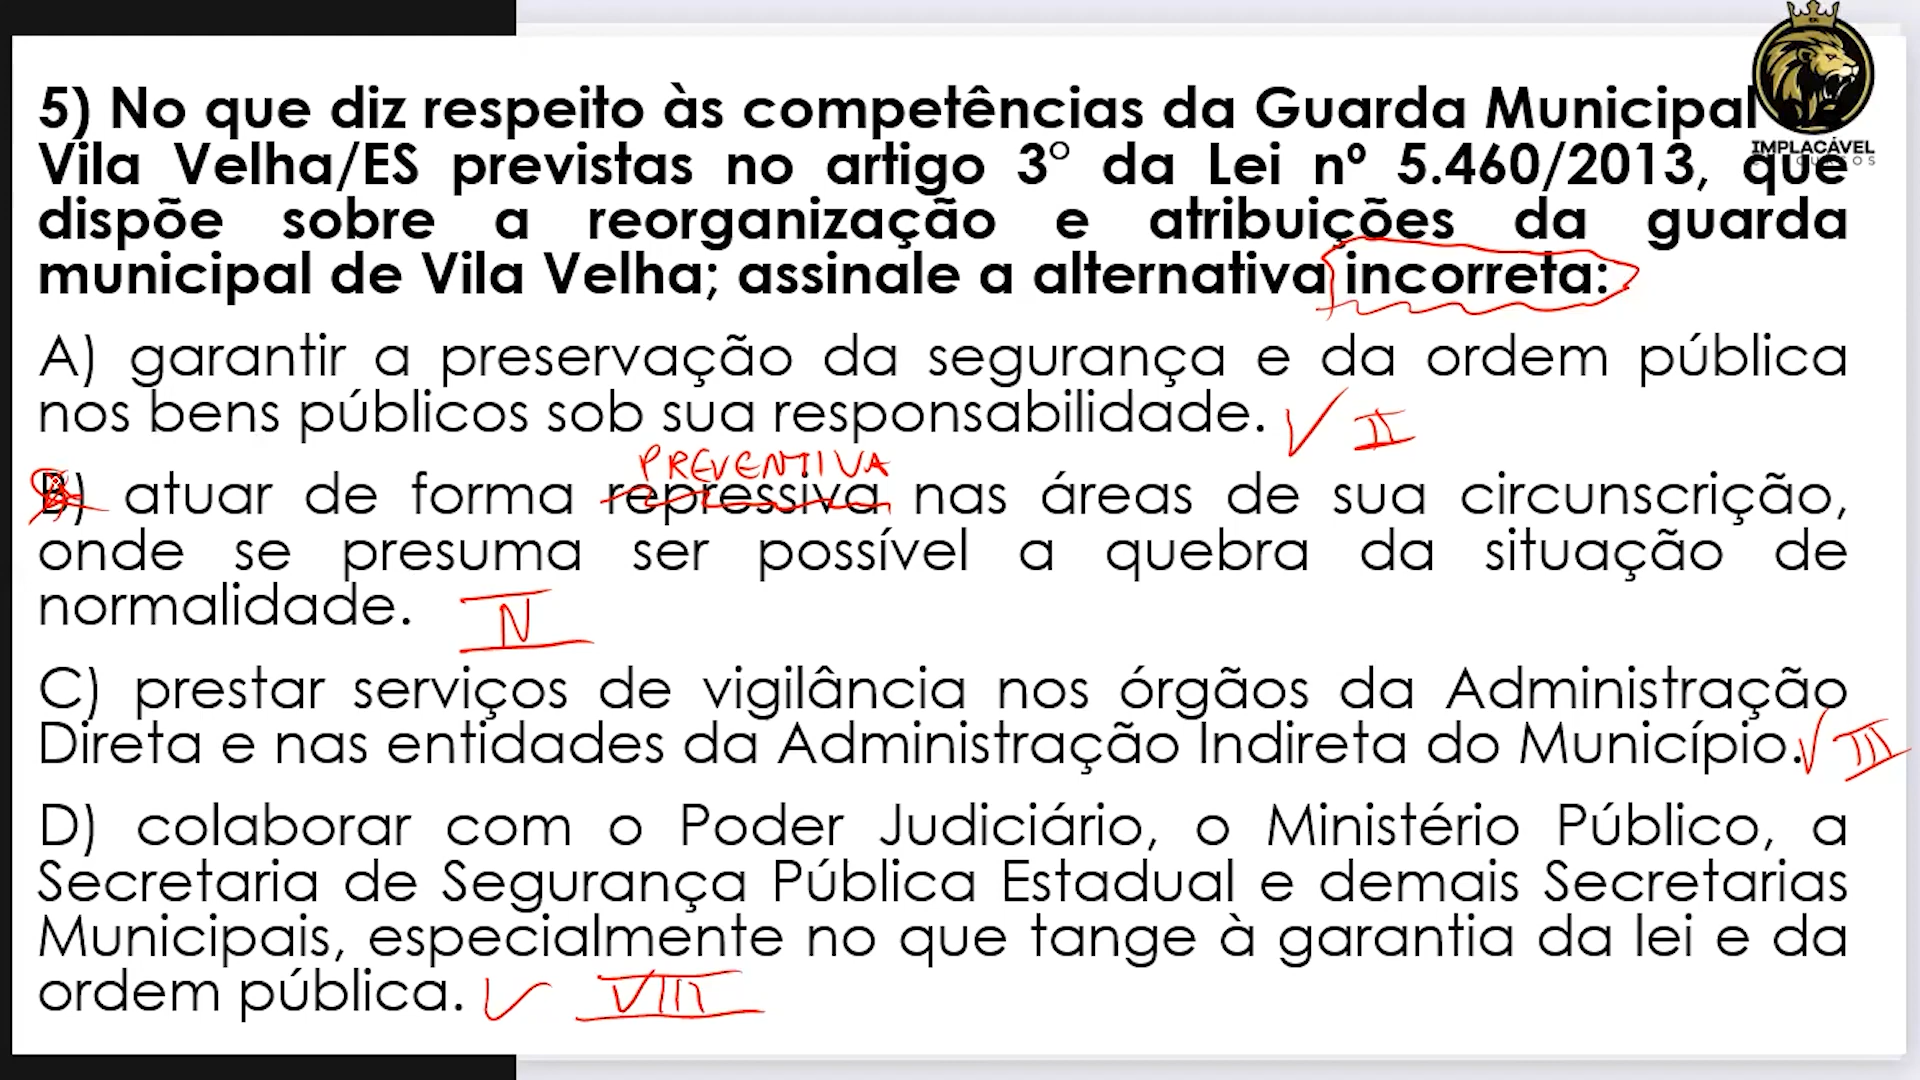 5) No que diz respeito às competências da Guarda Municipal
Vila Velha/ES previstas no artigo 3° da Lei nº 5.460/2013, que
dispõe sobre a reorganização e atribuições da guarda
municipal de Vila Velha; assinale a alternativa incorreta:
IMPLACÁVEL
A) garantir a preservação da segurança e da ordem pública
nos bens públicos sob sua responsabilidade. II
PREVENTIVA
B) atuar de forma repressiva nas áreas de sua circunscrição,
onde se presuma ser possível a quebra da situação de
normalidade. IV
C) prestar serviços de vigilância nos órgãos da Administração
Direta e nas entidades da Administração Indireta do Município. III
D) colaborar com o Poder Judiciário, o Ministério Público, a
Secretaria de Segurança Pública Estadual e demais Secretarias
Municipais, especialmente no que tange à garantia da lei e da
ordem pública. VIII